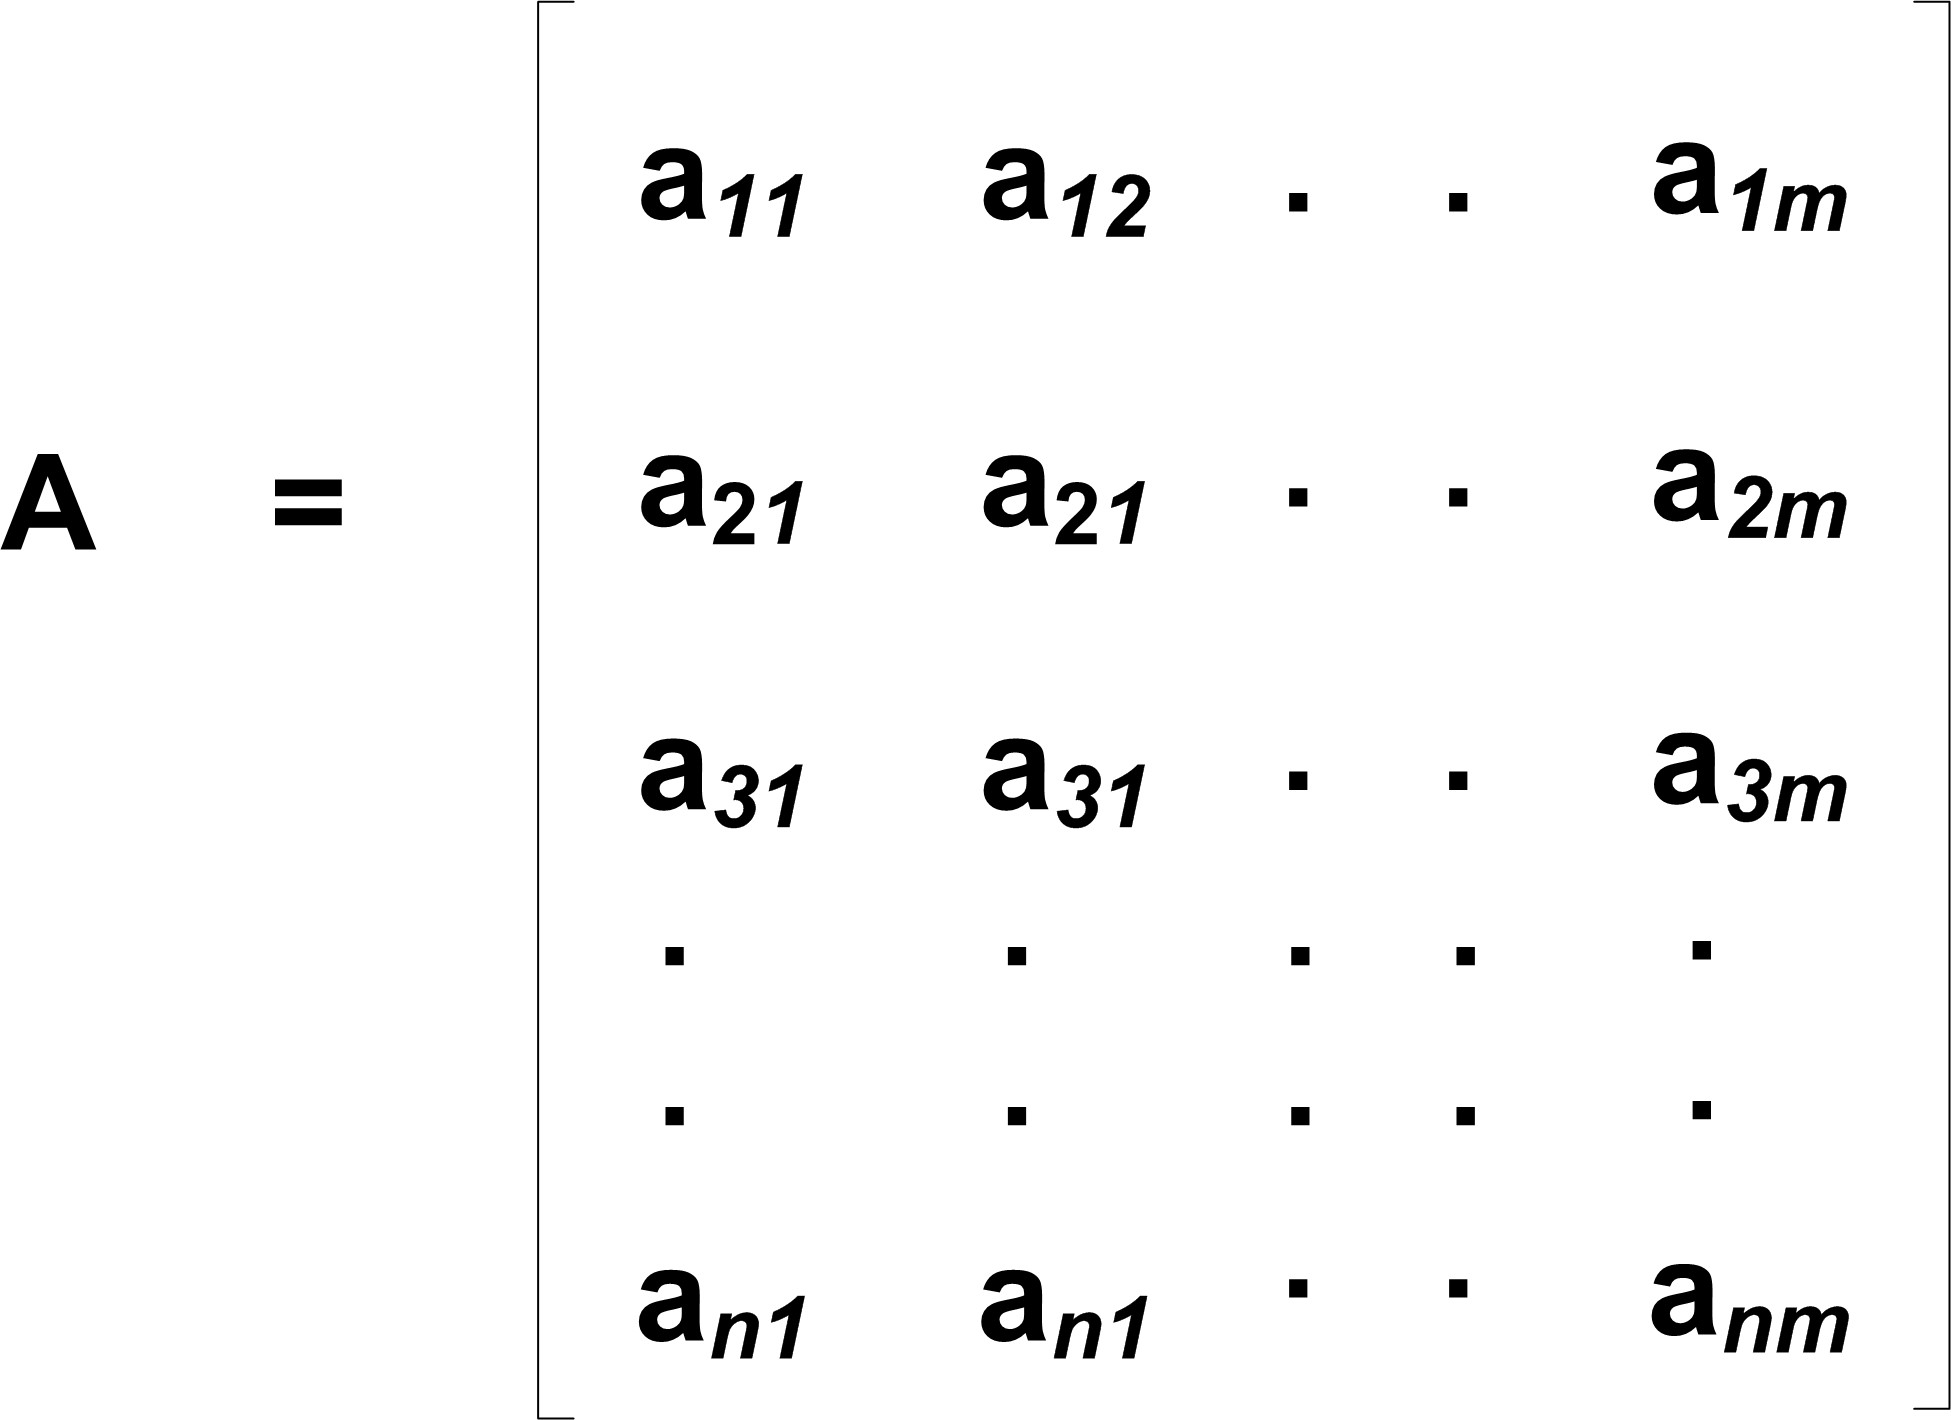 a11 a12 . . a1m
A = a21 a21 . . a2m
a31 a31 . . a3m
. . . . .
. . . . .
an1 an1 . . anm